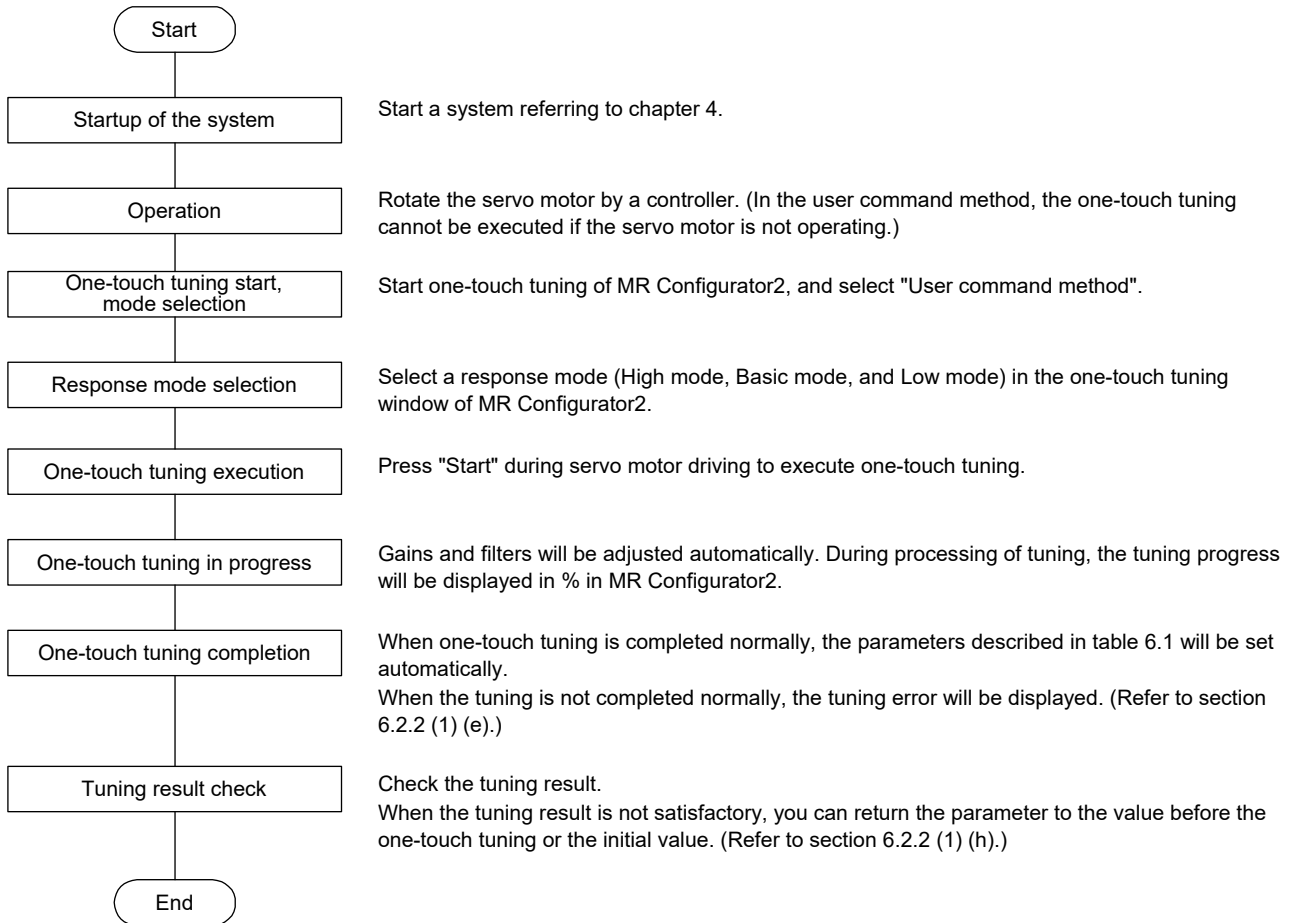 Start
Startup of the system
Start a system referring to chapter 4.
Operation
Rotate the servo motor by a controller. (In the user command method, the one-touch tuning
cannot be executed if the servo motor is not operating.)
One-touch tuning start,
mode selection
Start one-touch tuning of MR Configurator2, and select "User command method".
Response mode selection
Select a response mode (High mode, Basic mode, and Low mode) in the one-touch tuning
window of MR Configurator2.
One-touch tuning execution
Press "Start" during servo motor driving to execute one-touch tuning.
One-touch tuning in progress
Gains and filters will be adjusted automatically. During processing of tuning, the tuning progress
will be displayed in % in MR Configurator2.
One-touch tuning completion
When one-touch tuning is completed normally, the parameters described in table 6.1 will be set
automatically.
When the tuning is not completed normally, the tuning error will be displayed. (Refer to section
6.2.2 (1) (e).)
Tuning result check
Check the tuning result.
When the tuning result is not satisfactory, you can return the parameter to the value before the
one-touch tuning or the initial value. (Refer to section 6.2.2 (1) (h).)
End